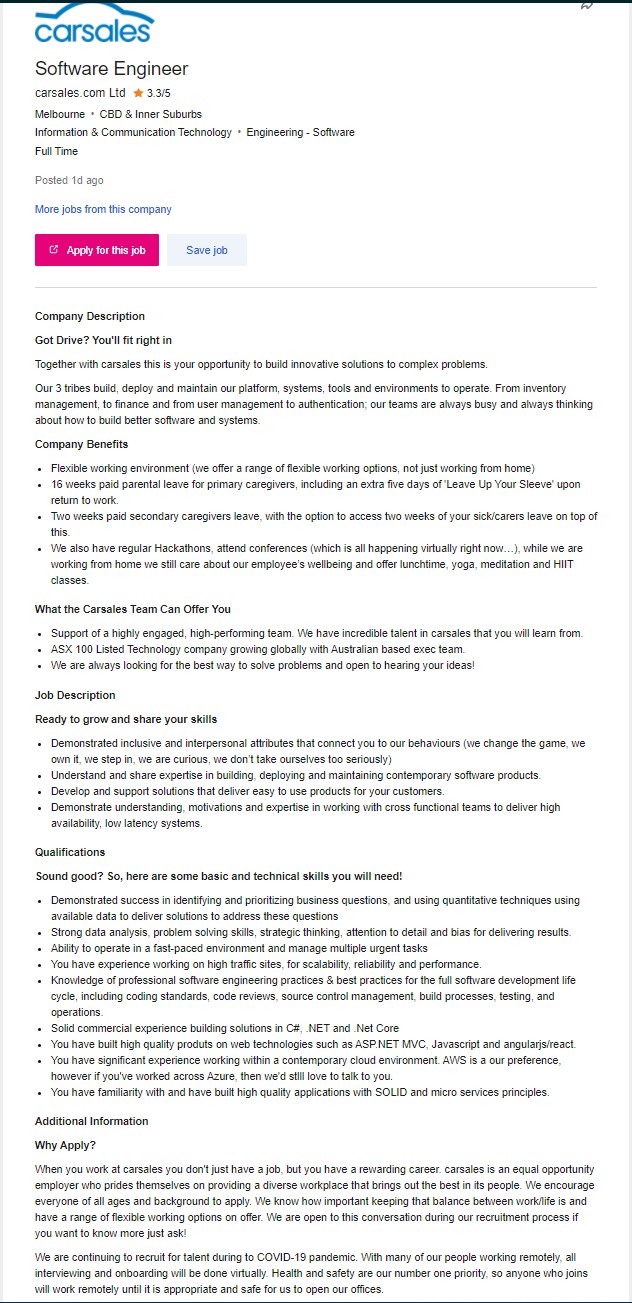 carsales
Software Engineer
carsales.com Ltd ★ 3.3/5
Melbourne • CBD & Inner Suburbs
Information & Communication Technology • Engineering - Software
Full Time
Posted 1d ago
More jobs from this company
Apply for this job Save job
Company Description
Got Drive? You'll fit right in
Together with carsales this is your opportunity to build innovative solutions to complex problems.
Our 3 tribes build, deploy and maintain our platform, systems, tools and environments to operate. From inventory
management, to finance and from user management to authentication; our teams are always busy and always thinking
about how to build better software and systems.
Company Benefits
• Flexible working environment (we offer a range of flexible working options, not just working from home)
• 16 weeks paid parental leave for primary caregivers, including an extra five days of 'Leave Up Your Sleeve' upon
return to work.
• Two weeks paid secondary caregivers leave, with the option to access two weeks of your sick/carers leave on top of
this.
• We also have regular Hackathons, attend conferences (which is all happening virtually right now…), while we are
working from home we still care about our employee's wellbeing and offer lunchtime, yoga, meditation and HIIT
classes.
What the Carsales Team Can Offer You
• Support of a highly engaged, high-performing team. We have incredible talent in carsales that you will learn from.
• ASX 100 Listed Technology company growing globally with Australian based exec team.
• We are always looking for the best way to solve problems and open to hearing your ideas!
Job Description
Ready to grow and share your skills
• Demonstrated inclusive and interpersonal attributes that connect you to our behaviours (we change the game, we
own it, we step in, we are curious, we don't take ourselves too seriously)
• Understand and share expertise in building, deploying and maintaining contemporary software products.
• Develop and support solutions that deliver easy to use products for your customers.
• Demonstrate understanding, motivations and expertise in working with cross functional teams to deliver high
availability, low latency systems.
Qualifications
Sound good? So, here are some basic and technical skills you will need!
• Demonstrated success in identifying and prioritizing business questions, and using quantitative techniques using
available data to deliver solutions to address these questions
• Strong data analysis, problem solving skills, strategic thinking, attention to detail and bias for delivering results.
• Ability to operate in a fast-paced environment and manage multiple urgent tasks
• You have experience working on high traffic sites, for scalability, reliability and performance.
• Knowledge of professional software engineering practices & best practices for the full software development life
cycle, including coding standards, code reviews, source control management, build processes, testing, and
operations.
• Solid commercial experience building solutions in C#, .NET and .Net Core
• You have built high quality produts on web technologies such as ASP.NET MVC, Javascript and angularjs/react.
• You have significant experience working within a contemporary cloud environment. AWS is a our preference,
however if you've worked across Azure, then we'd stlll love to talk to you.
• You have familiarity with and have built high quality applications with SOLID and micro services principles.
Additional Information
Why Apply?
When you work at carsales you don't just have a job, but you have a rewarding career. carsales is an equal opportunity
employer who prides themselves on providing a diverse workplace that brings out the best in its people. We encourage
everyone of all ages and background to apply. We know how important keeping that balance between work/life is and
have a range of flexible working options on offer. We are open to this conversation during our recruitment process if
you want to know more just ask!
We are continuing to recruit for talent during to COVID-19 pandemic. With many of our people working remotely, all
interviewing and onboarding will be done virtually. Health and safety are our number one priority, so anyone who joins
will work remotely until it is appropriate and safe for us to open our offices.